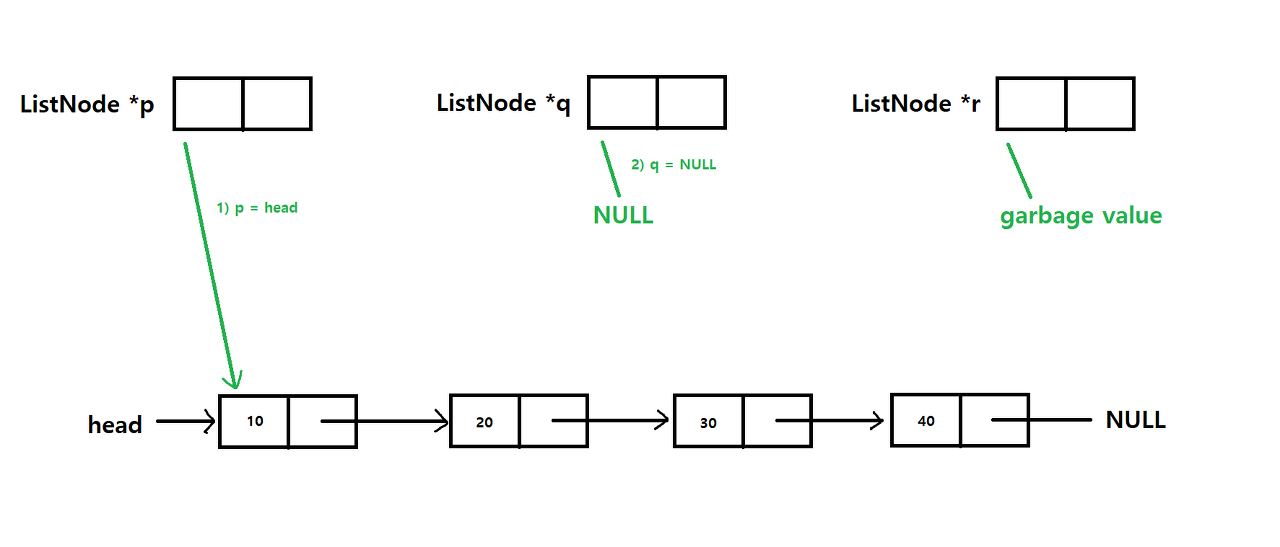 ListNode *p
ListNode *q
ListNode *r
1) p = head
2) q = NULL
NULL
garbage value
head
10
20
30
40
NULL